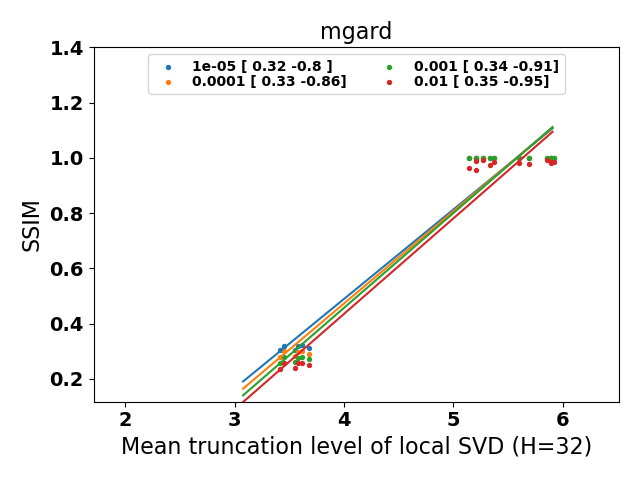 mgard
1e-05 [ 0.32 -0.8 ]
0.0001 [ 0.33 -0.86]
0.001 [ 0.34 -0.91]
0.01 [ 0.35 -0.95]
SSIM
1.4
1.2
1.0
0.8
0.6
0.4
0.2
2 3 4 5 6
Mean truncation level of local SVD (H=32)